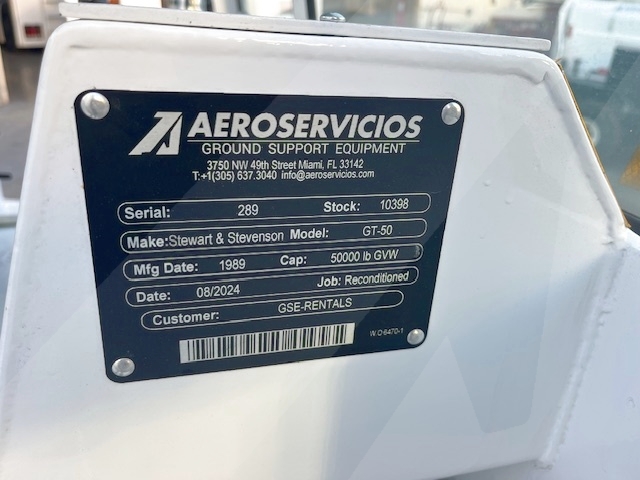 AEROSERVICIOS
GROUND SUPPORT EQUIPMENT
3750 NW 49th Street Miami, FL 33142
T:+1(305) 637.3040 info@aeroservicios.com
Serial: 289 Stock: 10398
Make: Stewart & Stevenson Model: GT-50
Mfg Date: 1989 Cap: 50000 lb GVW
Date: 08/2024 Job: Reconditioned
Customer: GSE-RENTALS
W.O-6470-1